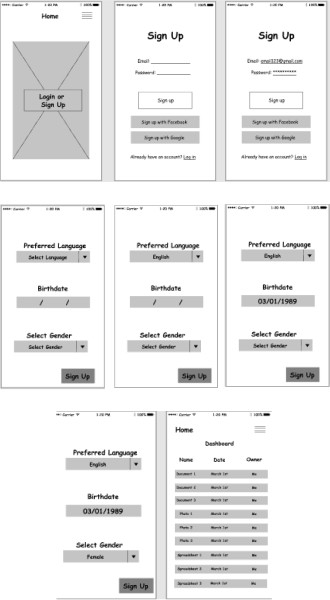 Carrier 1:20 PM 100%
Home
Login or
Sign Up
Carrier 1:20 PM 100%
Sign Up
Email:
Password:
Sign up
Sign up with Facebook
Sign up with Google
Already have an account? Log in
Carrier 1:20 PM 100%
Sign Up
Email: email123@gmail.com
Password: **********
Sign up
Sign up with Facebook
Sign up with Google
Already have an account? Log in
Carrier 1:20 PM 100%
Preferred Language
Select Language
Birthdate
/ /
Select Gender
Select Gender
Sign Up
Carrier 1:20 PM 100%
Preferred Language
English
Birthdate
/ /
Select Gender
Select Gender
Sign Up
Carrier 1:20 PM 100%
Preferred Language
English
Birthdate
03/01/1989
Select Gender
Select Gender
Sign Up
Carrier 1:20 PM 100%
Preferred Language
English
Birthdate
03/01/1989
Select Gender
Female
Sign Up
Carrier 1:20 PM 100%
Home
Dashboard
Name Date Owner
Document 1 March 1st Me
Document 2 March 1st Me
Document 3 March 1st Me
Photo 1 March 1st Me
Photo 2 March 1st Me
Photo 3 March 1st Me
Spreadsheet 1 March 1st Me
Spreadsheet 2 March 1st Me
Spreadsheet 3 March 1st Me